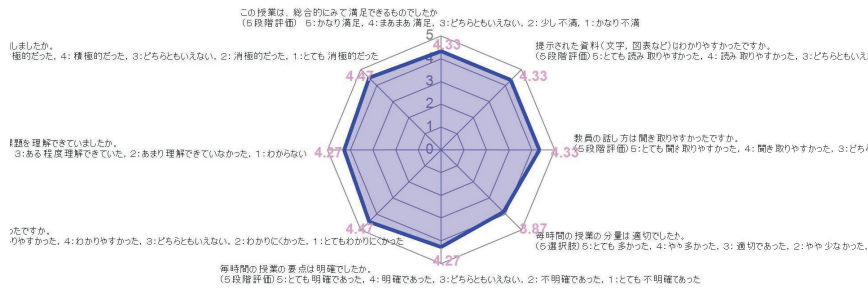 この授業は、総合的にみて満足できるものでしたか
(5段階評価) 5:かなり満足, 4:まあまあ満足, 3:どちらともいえない, 2:少し不満, 1:かなり不満
5
4.33
しましたか。
極的だった, 4:積極的だった, 3:どちらともいえない, 2:消極的だった, 1:とても消極的だった
提示された資料(文字, 図表など)はわかりやすかったですか。
(5段階評価) 5:とても読み取りやすかった, 4:読み取りやすかった, 3:どちらともいえ
4.47
4
4.33
3
2
課題を理解できていましたか。
3:ある程度理解できていた, 2:あまり理解できていなかった, 1:わからない
1
教員の話し方は聞き取りやすかったですか。
(5段階評価) 5:とても聞き取りやすかった, 4:聞き取りやすかった, 3:どち
4.27
0
4.33
ったですか。
りやすかった, 4:わかりやすかった, 3:どちらともいえない, 2:わかりにくかった, 1:とてもわかりにくかった
4.47
3.87
毎時間の授業の分量は適切でしたか。
(5選択肢) 5:とても多かった, 4:やや多かった, 3:適切であった, 2:やや少なかった,
4.27
毎時間の授業の要点は明確でしたか。
(5段階評価) 5:とても明確であった, 4:明確であった, 3:どちらともいえない, 2:不明確であった, 1:とても不明確であった